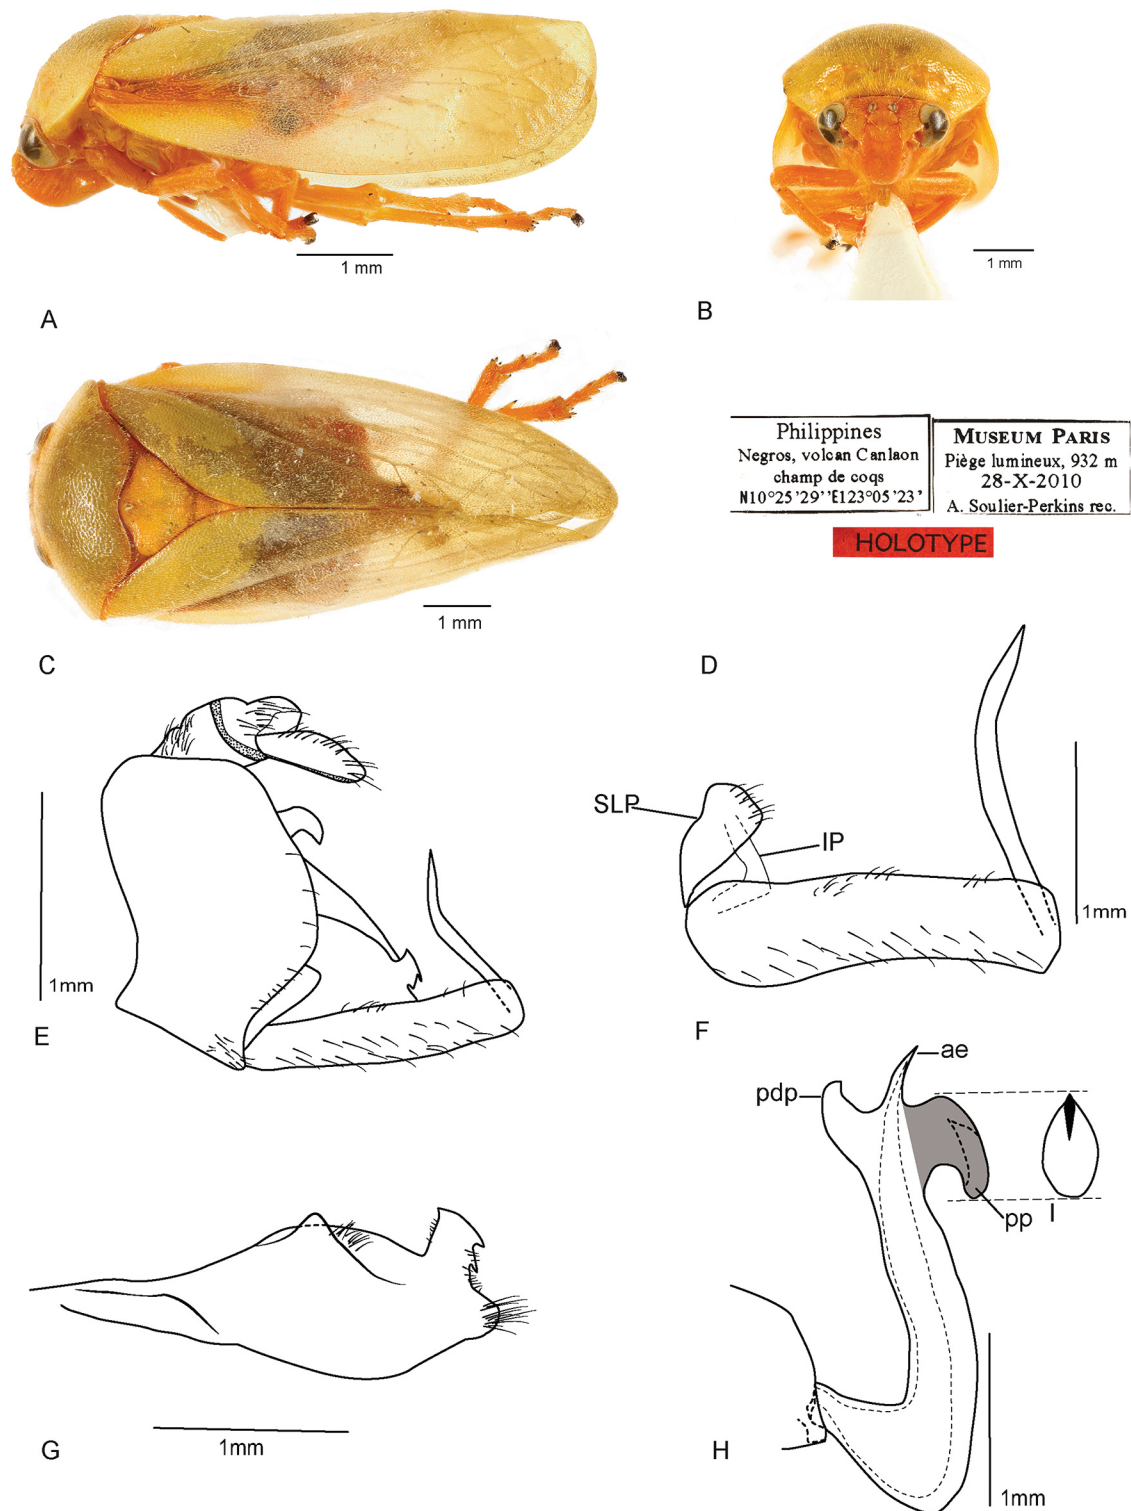 1 mm
1 mm
A
B
Philippines
Negros, volcan Canlaon
champ de coqs
N10°25'29''E123°05'23'
MUSEUM PARIS
Piège lumineux, 932 m
28-X-2010
A. Soulier-Perkins rec.
HOLOTYPE
1 mm
C
D
SLP
IP
1mm
1mm
E
F
ae
pdp
pp
I
G
1mm
H
1mm